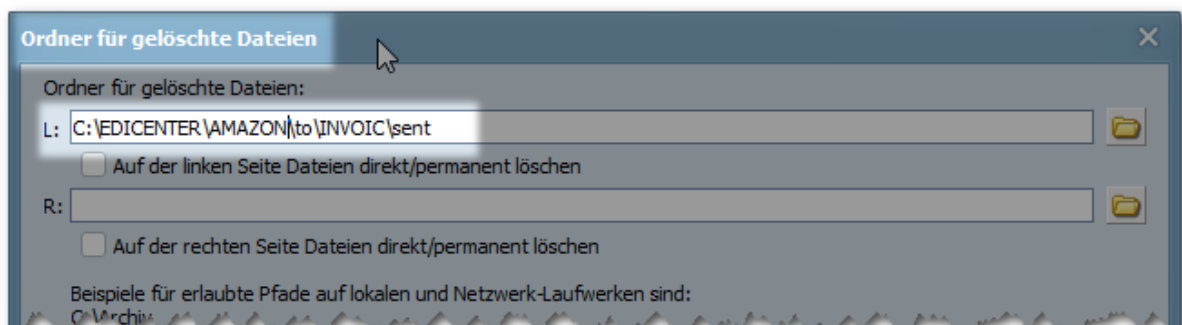 Ordner für gelöschte Dateien
Ordner für gelöschte Dateien:
L: C:\EDICENTER\AMAZON\to\INVOIC\sent
Auf der linken Seite Dateien direkt/permanent löschen
R:
Auf der rechten Seite Dateien direkt/permanent löschen
Beispiele für erlaubte Pfade auf lokalen und Netzwerk-Laufwerken sind:
C:\Archiv